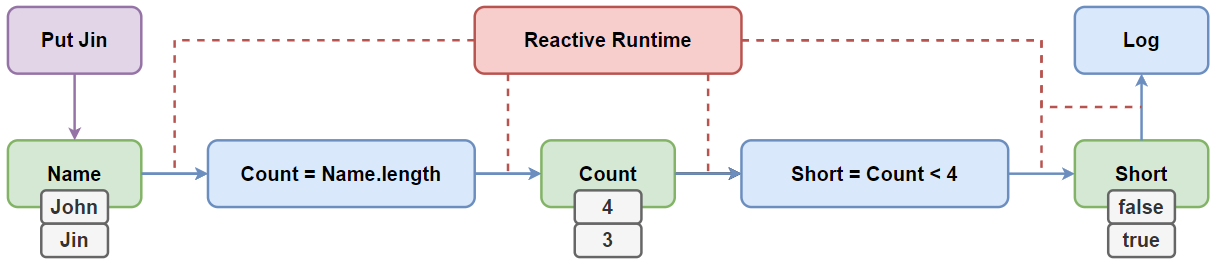 Put Jin
Reactive Runtime
Log
Name
Count = Name.length
Count
Short = Count < 4
Short
John
4
false
Jin
3
true